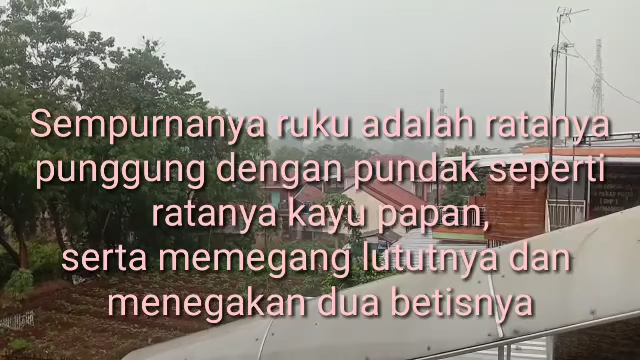 Sempurnanya ruku adalah ratanya
punggung dengan pundak seperti
ratanya kayu papan,
serta memegang lututnya dan
menegakan dua betisnya